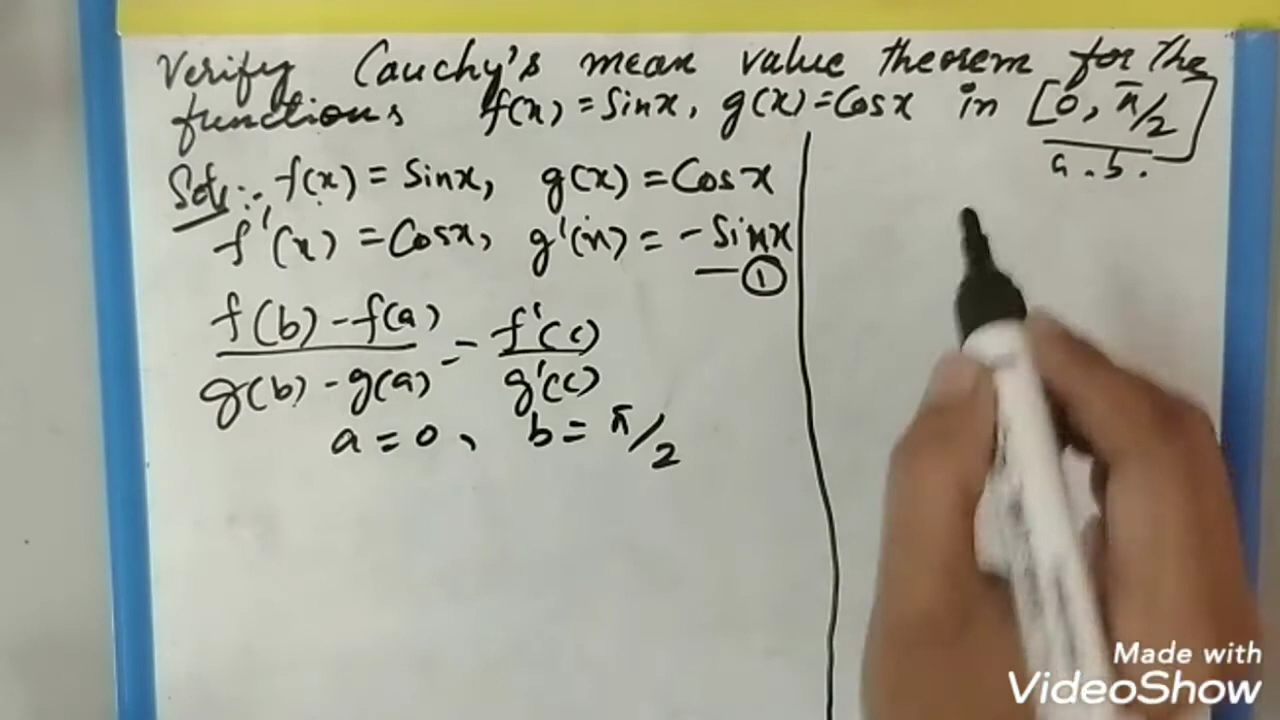 Verify Cauchy's mean value theorem for the
functions f(x) = Sinx, g(x) = Cosx in [0, π/2]
a . b .
Sol:- f(x) = Sinx, g(x) = Cosx
f'(x) = Cosx, g'(x) = - Sinx
— ①
f(b) - f(a) / g(b) - g(a) = f'(c) / g'(c)
a = 0, b = π/2
Made with
VideoShow